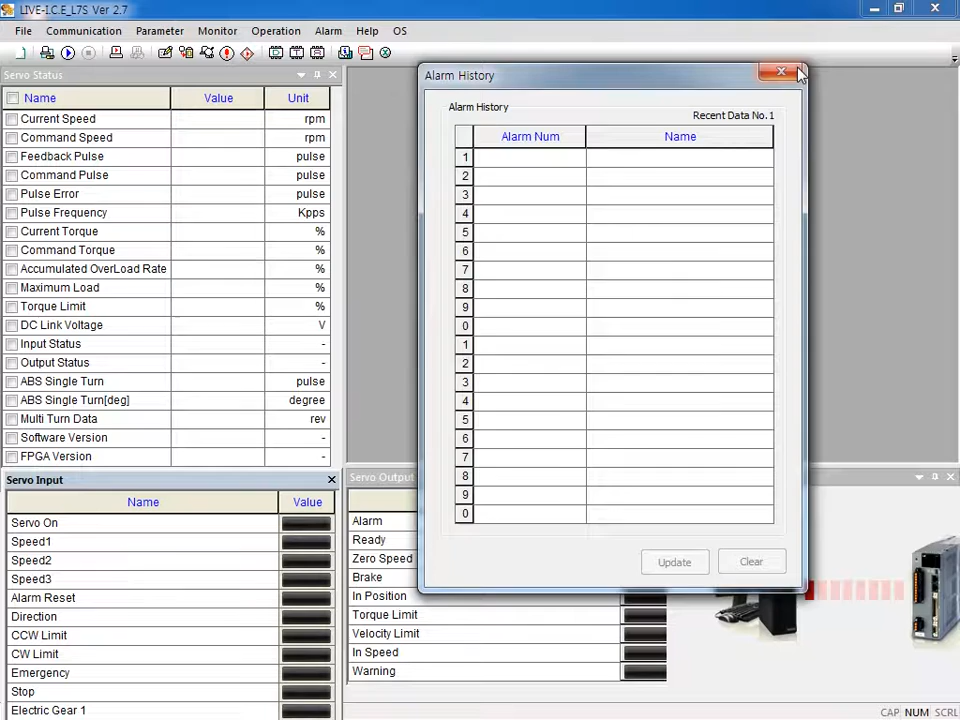 LIVE-I.C.E_L7S Ver 2.7
File Communication Parameter Monitor Operation Alarm Help OS
Servo Status
Name Value Unit
Current Speed rpm
Command Speed rpm
Feedback Pulse pulse
Command Pulse pulse
Pulse Error pulse
Pulse Frequency Kpps
Current Torque %
Command Torque %
Accumulated OverLoad Rate %
Maximum Load %
Torque Limit %
DC Link Voltage V
Input Status -
Output Status -
ABS Single Turn pulse
ABS Single Turn[deg] degree
Multi Turn Data rev
Software Version -
FPGA Version -
Servo Input
Name Value
Servo On
Speed1
Speed2
Speed3
Alarm Reset
Direction
CCW Limit
CW Limit
Emergency
Stop
Electric Gear 1
Servo Output
Alarm
Ready
Zero Speed
Brake
In Position
Torque Limit
Velocity Limit
In Speed
Warning
Alarm History
Alarm History
Recent Data No.1
Alarm Num Name
1
2
3
4
5
6
7
8
9
0
1
2
3
4
5
6
7
8
9
0
Update Clear
CAP NUM SCRL